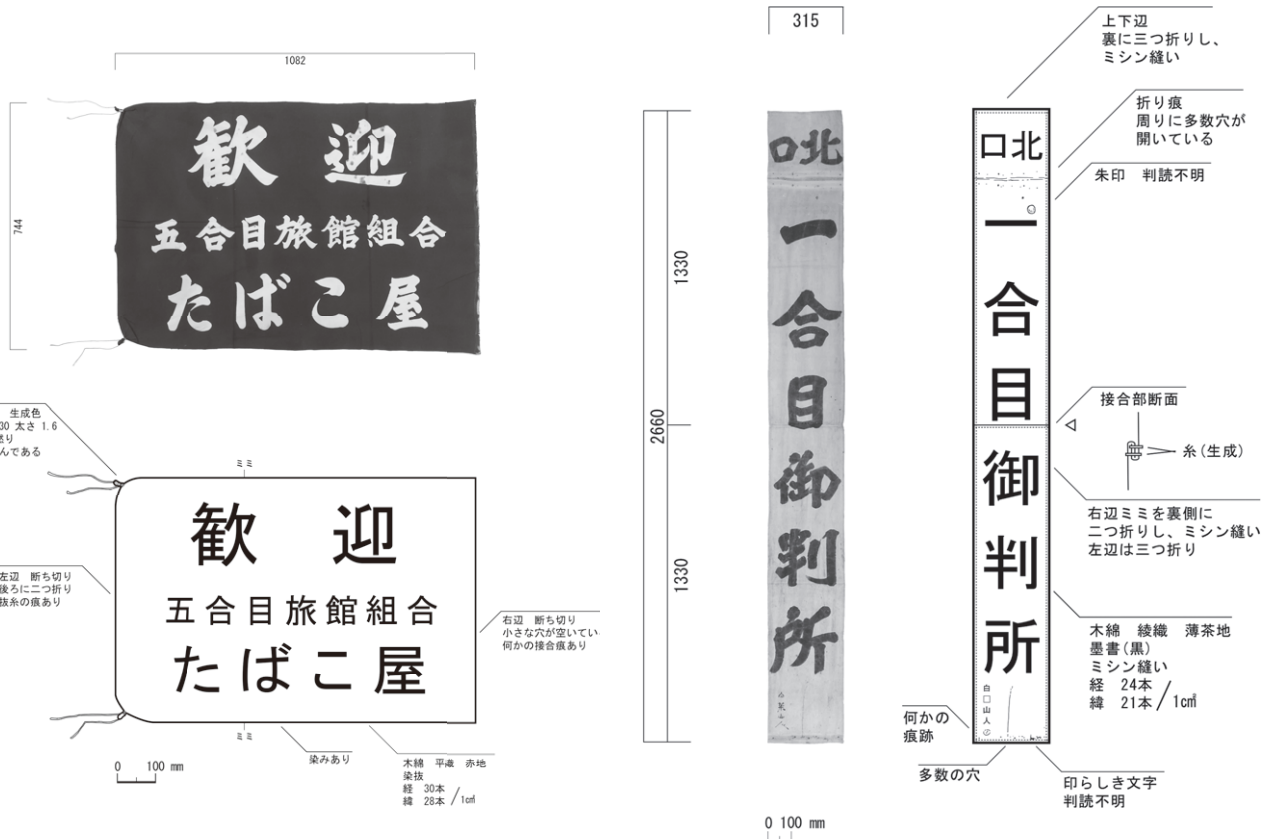 1082
744
歓迎
五合目旅館組合
たばこ屋
生成色
30 太さ 1.6
んである
ミミ
歓 迎
五合目旅館組合
たばこ屋
左辺 断ち切り
後ろに二つ折り
抜糸の痕あり
右辺 断ち切り
小さな穴が空いてい
何かの接合痕あり
ミミ
染みあり
木綿 平織 赤地
染抜
経 30本
緯 28本/1c㎡
0 100 mm
315
1330
2660
1330
口北
一合目御判所
0 100 mm
上下辺
裏に三つ折りし、
ミシン縫い
折り痕
周りに多数穴が
開いている
朱印 判読不明
口北
一合目御判所
白□山人
接合部断面
糸(生成)
右辺ミミを裏側に
二つ折りし、ミシン縫い
左辺は三つ折り
木綿 綾織 薄茶地
墨書(黒)
ミシン縫い
経 24本
緯 21本/1c㎡
何かの
痕跡
多数の穴
印らしき文字
判読不明